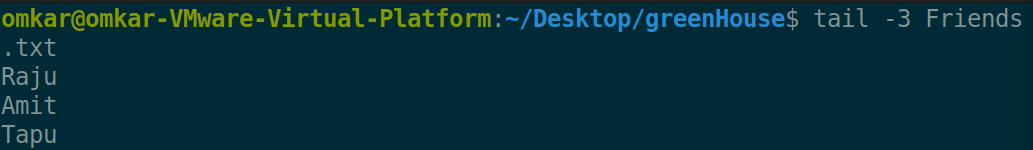 omkar@omkar-VMware-Virtual-Platform:~/Desktop/greenHouse$ tail -3 Friends
.txt
Raju
Amit
Tapu